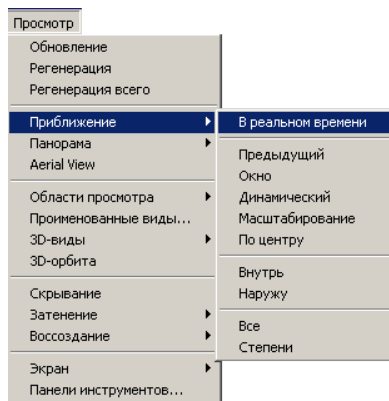 Просмотр
Обновление
Регенерация
Регенерация всего
Приближение
Панорама
Aerial View
Области просмотра
Проименованные виды...
3D-виды
3D-орбита
Скрывание
Затенение
Воссоздание
Экран
Панели инструментов...
В реальном времени
Предыдущий
Окно
Динамический
Масштабирование
По центру
Внутрь
Наружу
Все
Степени